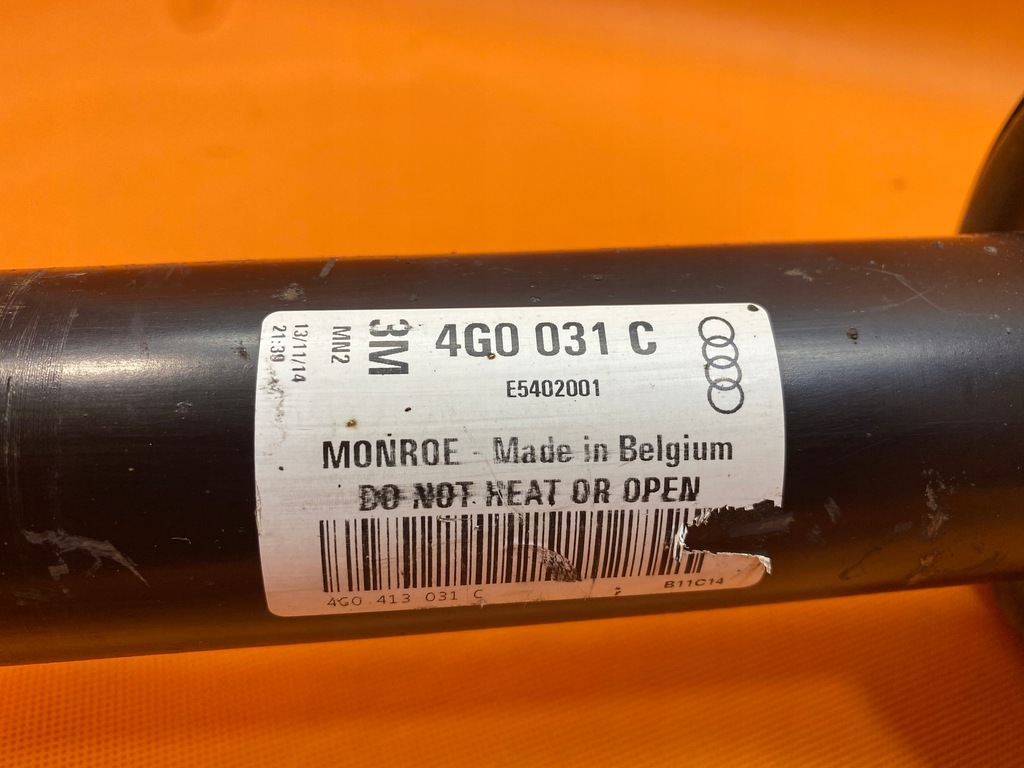 4G0 031 C
E5402001
3M
MN2
13/11/14
21:39
MONROE - Made in Belgium
DO NOT HEAT OR OPEN
4G0 413 031 C
B11C14